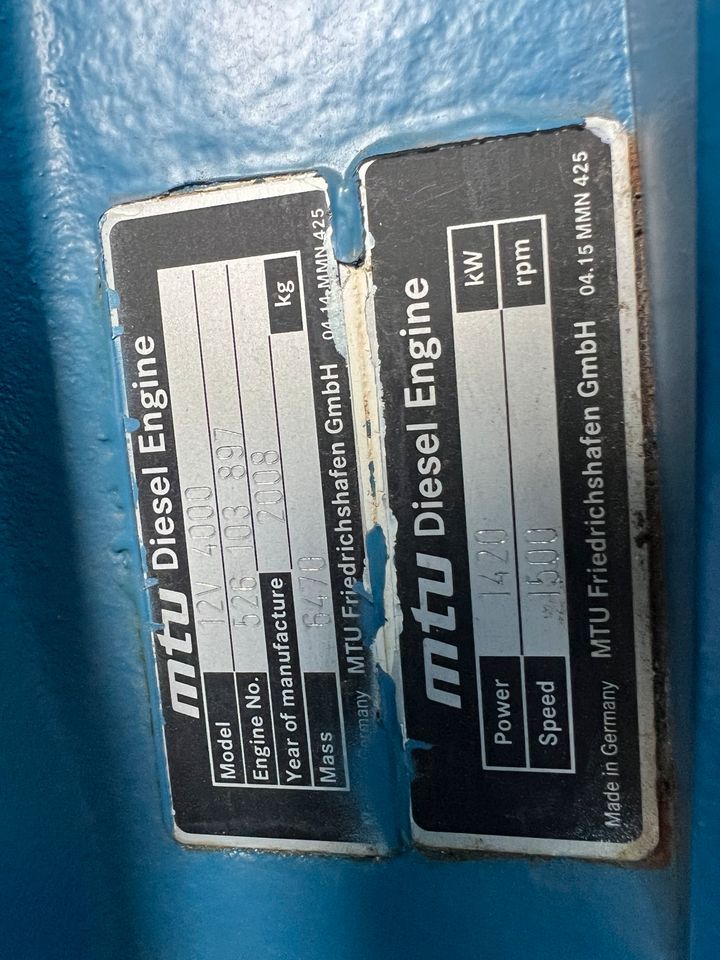 mtu Diesel Engine
Model 12V 4000
Engine No. 526 103 897
Year of manufacture 2008
Mass 6470 kg
ermany MTU Friedrichshafen GmbH 04.14 MMN 425
mtu Diesel Engine
Power 1420 kW
Speed 1500 rpm
Made in Germany MTU Friedrichshafen GmbH 04.15 MMN 425